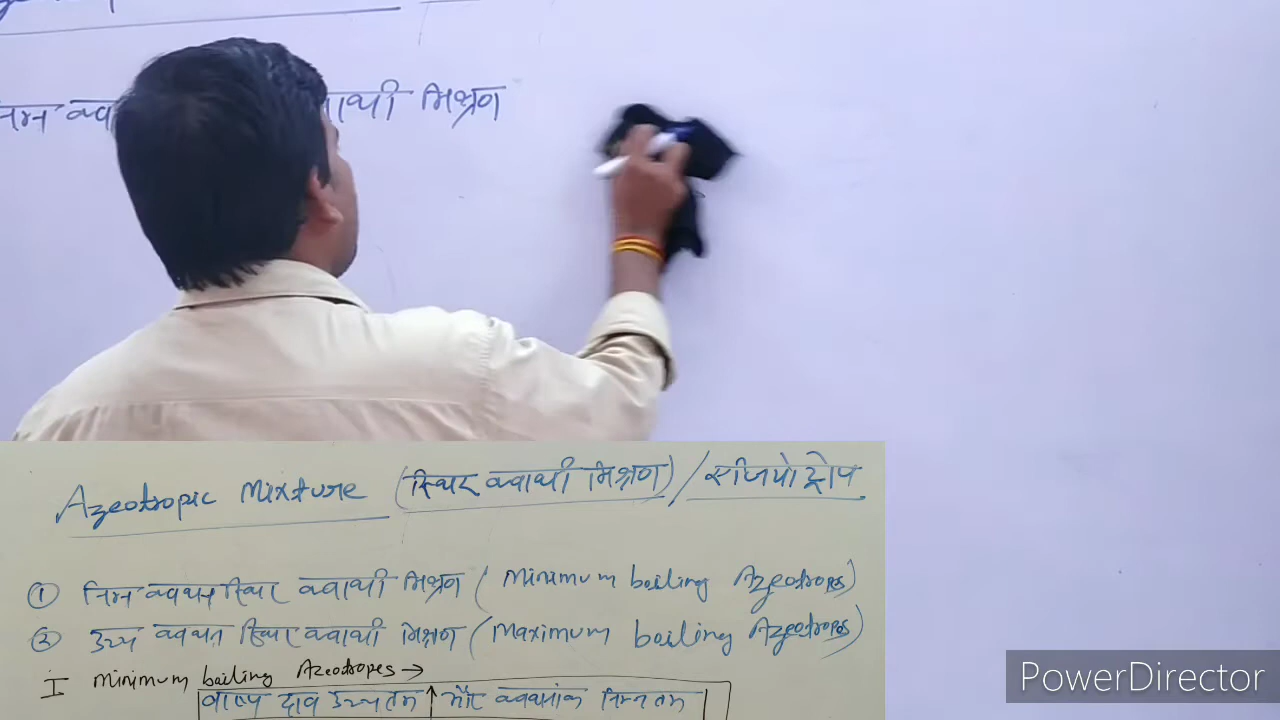 निम्न क्व
ाथी मिश्रण
Azeotropic Mixture (स्थिर क्वाथी मिश्रण) / एजियोट्रोप
① निम्न क्वथन स्थिर क्वाथी मिश्रण ( Minimum boiling Azeotropes)
② उच्च क्वथन स्थिर क्वाथी मिश्रण ( Maximum boiling Azeotropes)
I minimum boiling Azeotropes →
वाष्प दाब उच्चतम ↑ और क्वथनांक निम्नतम
PowerDirector